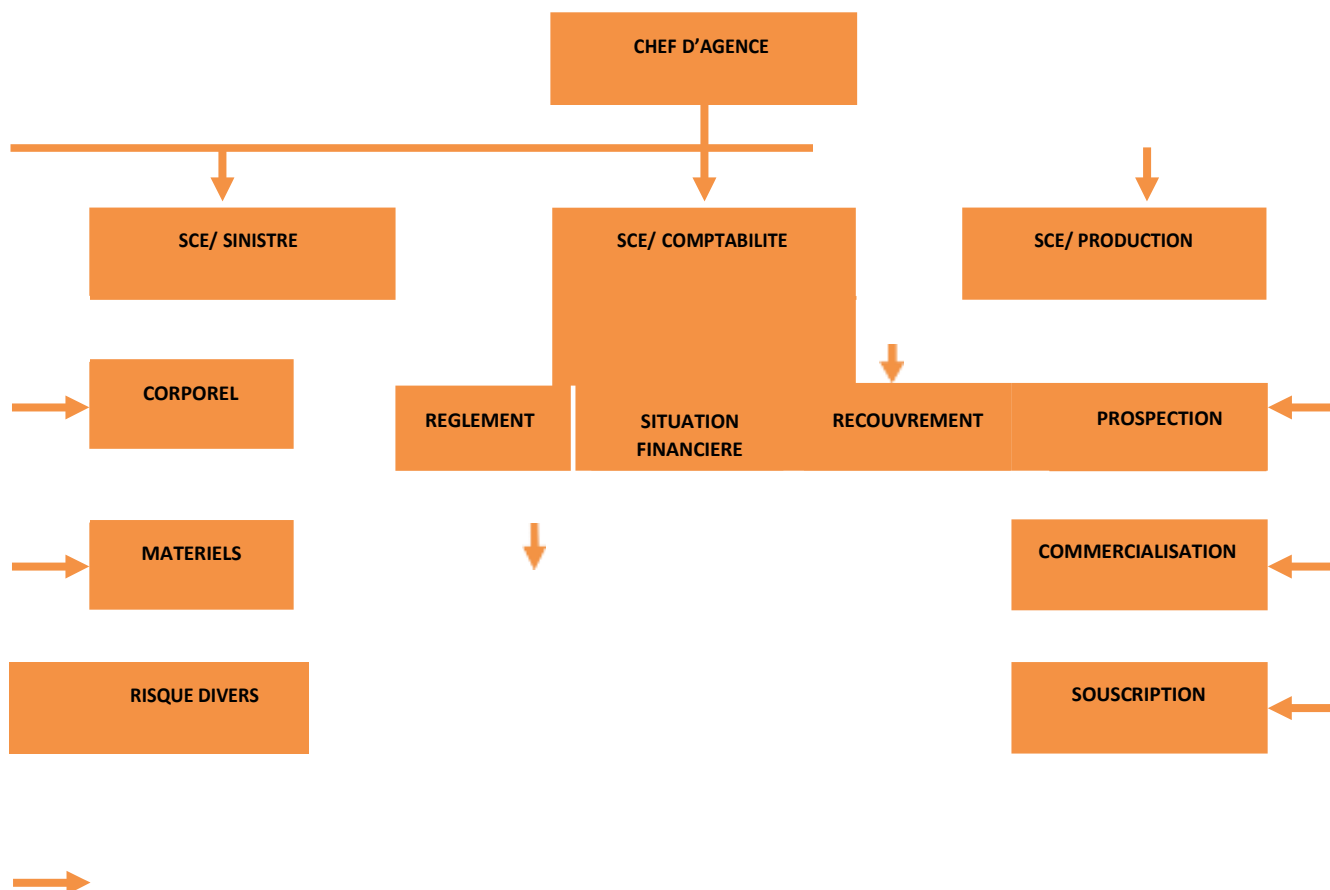 CHEF D’AGENCE
SCE/ SINISTRE
SCE/ COMPTABILITE
SCE/ PRODUCTION
CORPOREL
REGLEMENT
SITUATION
FINANCIERE
RECOUVREMENT
PROSPECTION
MATERIELS
COMMERCIALISATION
RISQUE DIVERS
SOUSCRIPTION